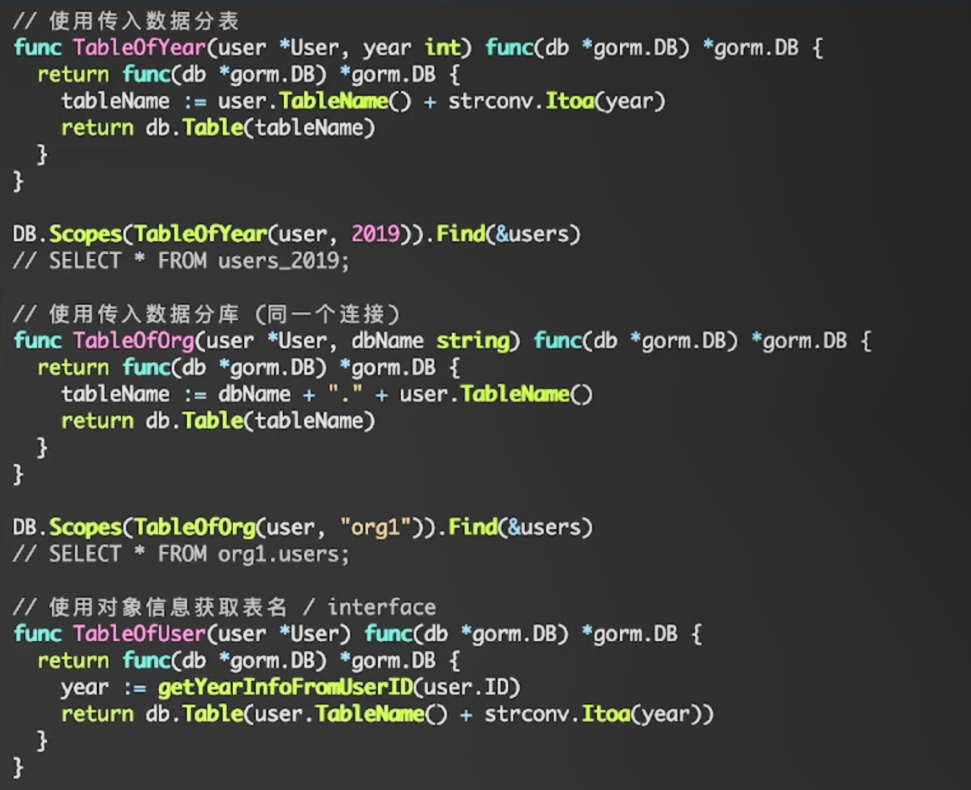 // 使用传入数据分表
func TableOfYear(user *User, year int) func(db *gorm.DB) *gorm.DB {
  return func(db *gorm.DB) *gorm.DB {
    tableName := user.TableName() + strconv.Itoa(year)
    return db.Table(tableName)
  }
}

DB.Scopes(TableOfYear(user, 2019)).Find(&users)
// SELECT * FROM users_2019;

// 使用传入数据分库 (同一个连接)
func TableOfOrg(user *User, dbName string) func(db *gorm.DB) *gorm.DB {
  return func(db *gorm.DB) *gorm.DB {
    tableName := dbName + "." + user.TableName()
    return db.Table(tableName)
  }
}

DB.Scopes(TableOfOrg(user, "org1")).Find(&users)
// SELECT * FROM org1.users;

// 使用对象信息获取表名 / interface
func TableOfUser(user *User) func(db *gorm.DB) *gorm.DB {
  return func(db *gorm.DB) *gorm.DB {
    year := getYearInfoFromUserID(user.ID)
    return db.Table(user.TableName() + strconv.Itoa(year))
  }
}